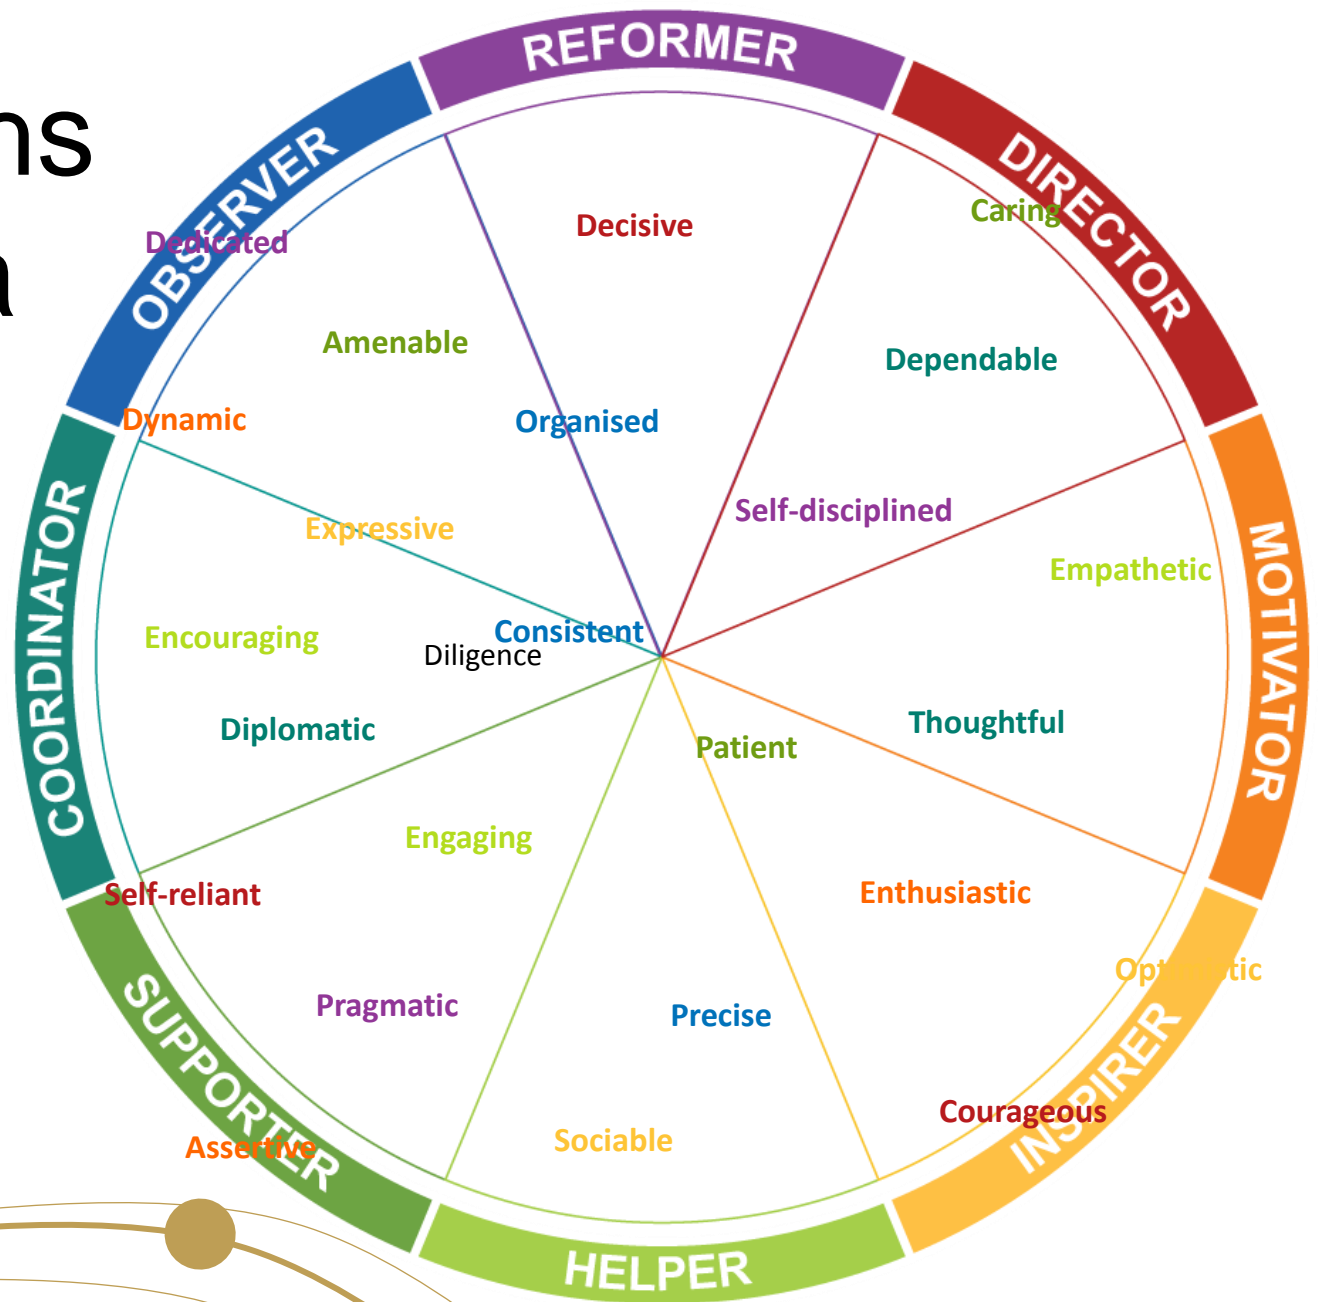 ns
a
REFORMER
OBSERVER
DIRECTOR
Dedicated
Decisive
Caring
Amenable
Dependable
Dynamic
Organised
Self-disciplined
Expressive
COORDINATOR
MOTIVATOR
Empathetic
Encouraging
Consistent
Diligence
Diplomatic
Thoughtful
Patient
Engaging
Self-reliant
Enthusiastic
Optimistic
Pragmatic
Precise
SUPPORTER
INSPIRER
Courageous
Assertive
Sociable
HELPER